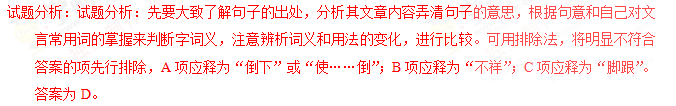 试题分析：试题分析：先要大致了解句子的出处，分析其文章内容弄清句子的意思，根据句意和自己对文
言常用词的掌握来判断字词义，注意辨析词义和用法的变化，进行比较。可用排除法，将明显不符合
答案的项先行排除，A 项应释为“倒下”或“使……倒”；B 项应释为“不祥”；C 项应释为“脚跟”。
答案为 D。